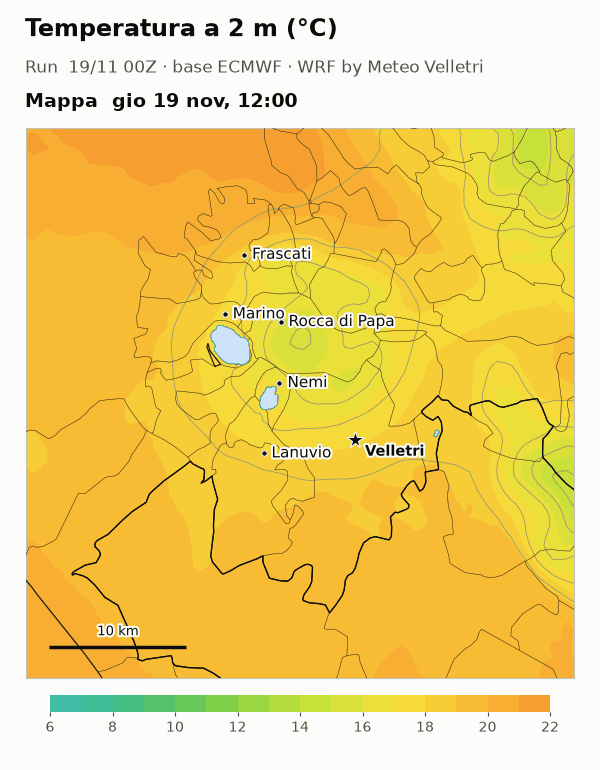 Temperatura a 2 m (°C)
Run 19/11 00Z · base ECMWF · WRF by Meteo Velletri
Mappa gio 19 nov, 12:00
Frascati
Marino
Rocca di Papa
Nemi
Velletri
Lanuvio
10 km
6 8 10 12 14 16 18 20 22